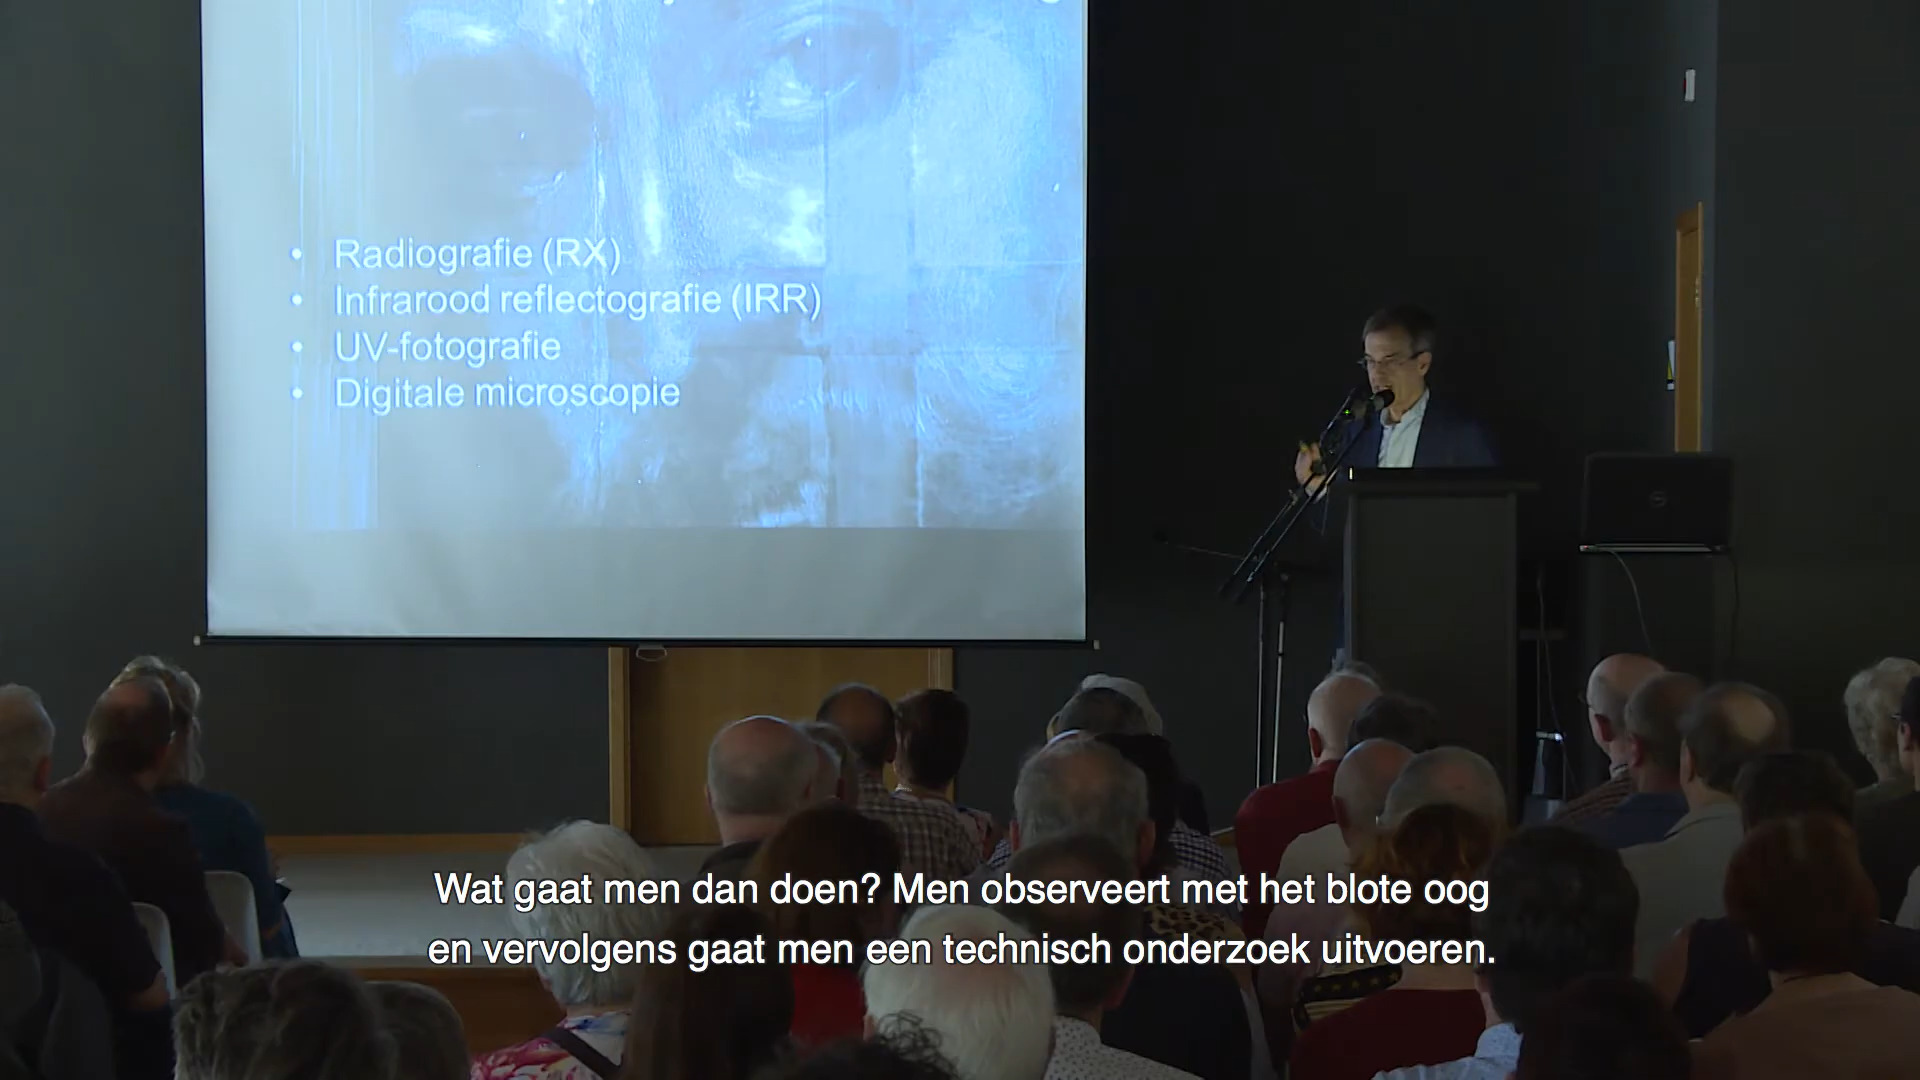 • Radiografie (RX)
• Infrarood reflectografie (IRR)
• UV-fotografie
• Digitale microscopie
Wat gaat men dan doen? Men observeert met het blote oog
en vervolgens gaat men een technisch onderzoek uitvoeren.